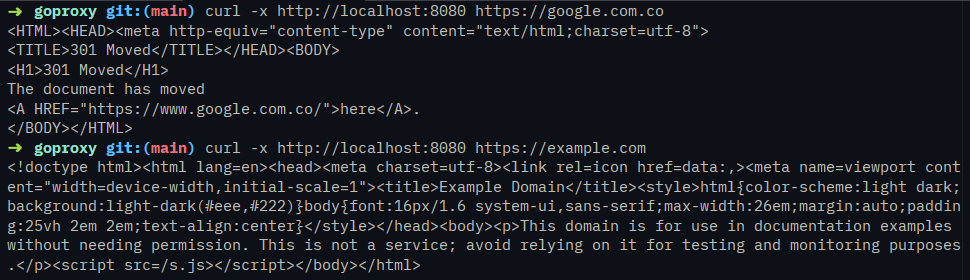 ➜ goproxy git:(main) curl -x http://localhost:8080 https://google.com.co
<HTML><HEAD><meta http-equiv="content-type" content="text/html;charset=utf-8">
<TITLE>301 Moved</TITLE></HEAD><BODY>
<H1>301 Moved</H1>
The document has moved
<A HREF="https://www.google.com.co/">here</A>.
</BODY></HTML>
➜ goproxy git:(main) curl -x http://localhost:8080 https://example.com
<!doctype html><html lang=en><head><meta charset=utf-8><link rel=icon href=data:,><meta name=viewport cont
ent="width=device-width,initial-scale=1"><title>Example Domain</title><style>html{color-scheme:light dark;
background:light-dark(#eee,#222)}body{font:16px/1.6 system-ui,sans-serif;max-width:26em;margin:auto;paddin
g:25vh 2em 2em;text-align:center}</style></head><body><p>This domain is for use in documentation examples
without needing permission. This is not a service; avoid relying on it for testing and monitoring purposes
.</p><script src=/s.js></script></body></html>